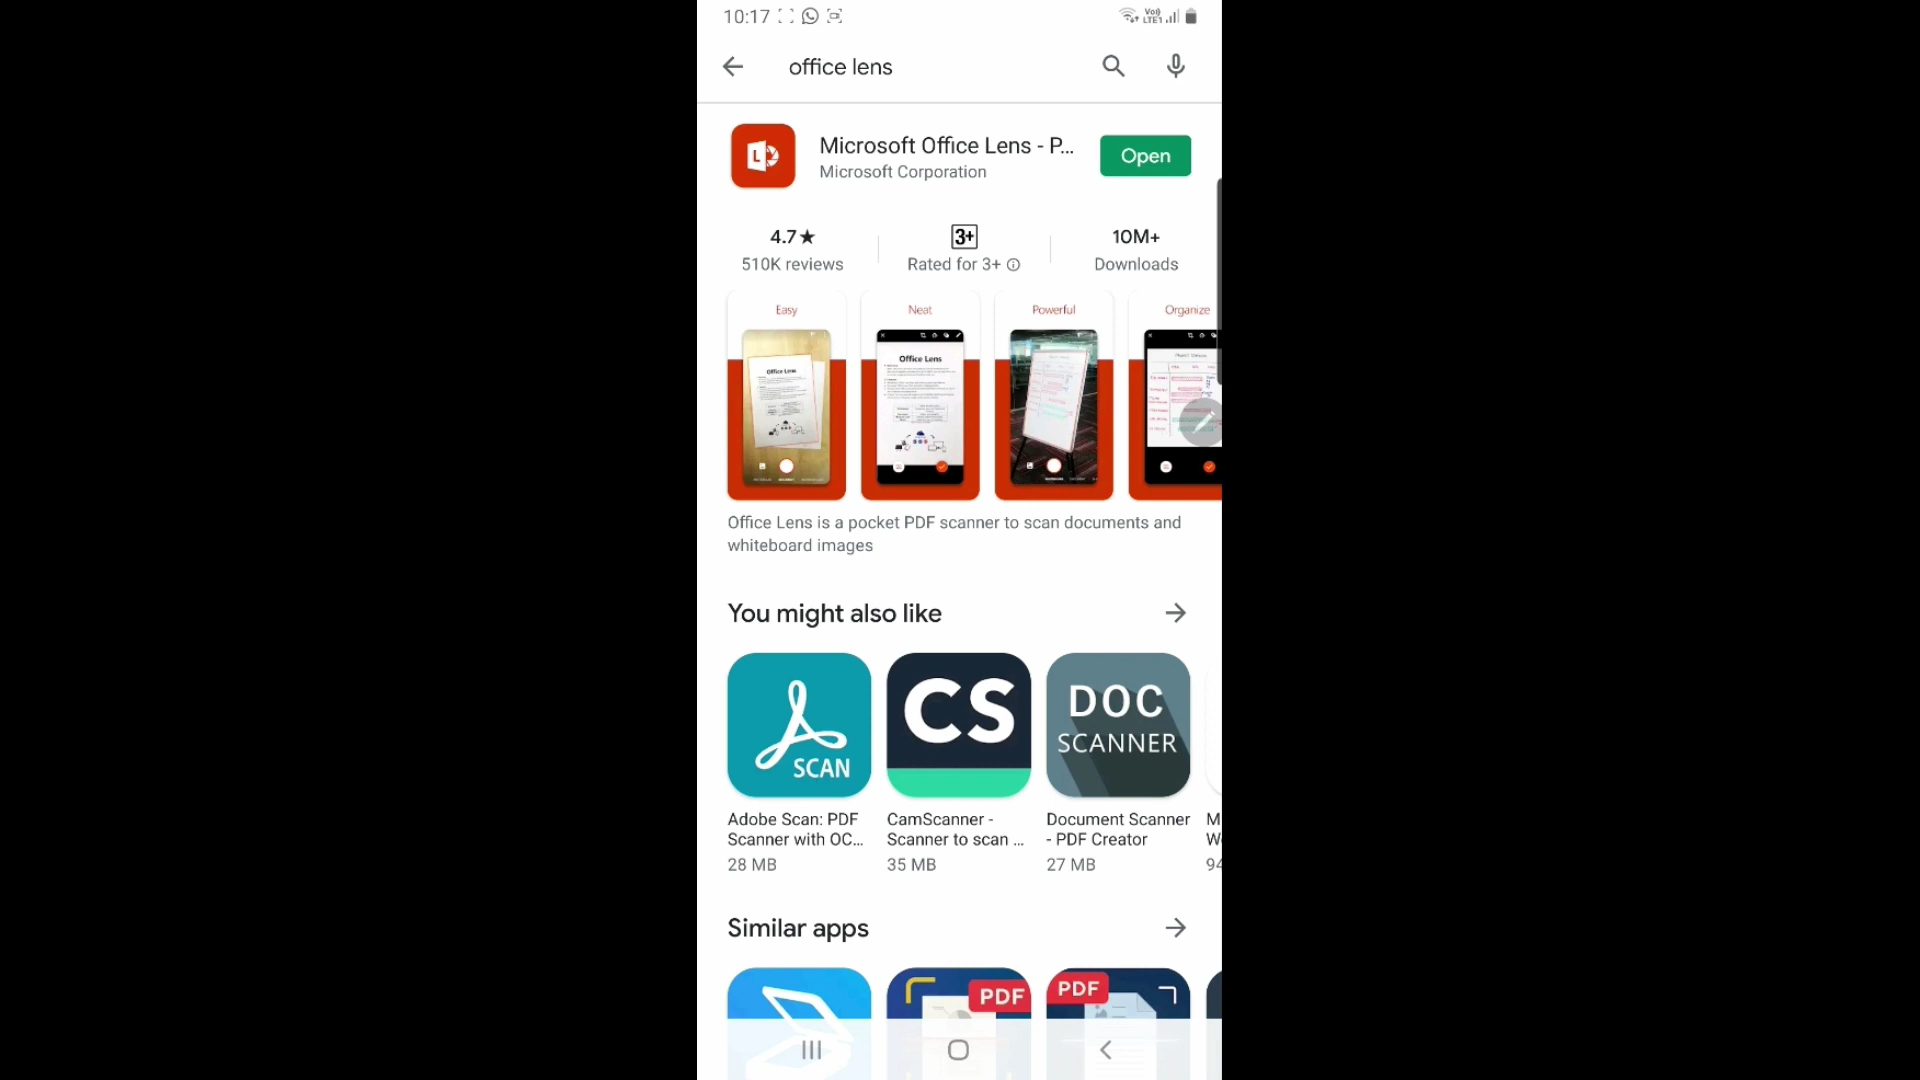 10:17
Vo))
LTE1
office lens
L
Microsoft Office Lens - P...
Microsoft Corporation
Open
4.7★
510K reviews
3+
Rated for 3+
10M+
Downloads
Easy
Neat
Powerful
Organize
Office Lens
Office Lens
Office Lens is a pocket PDF scanner to scan documents and
whiteboard images
You might also like
SCAN
CS
DOC
SCANNER
Adobe Scan: PDF
Scanner with OC...
28 MB
CamScanner -
Scanner to scan ...
35 MB
Document Scanner
- PDF Creator
27 MB
M
W
94
Similar apps
PDF
PDF